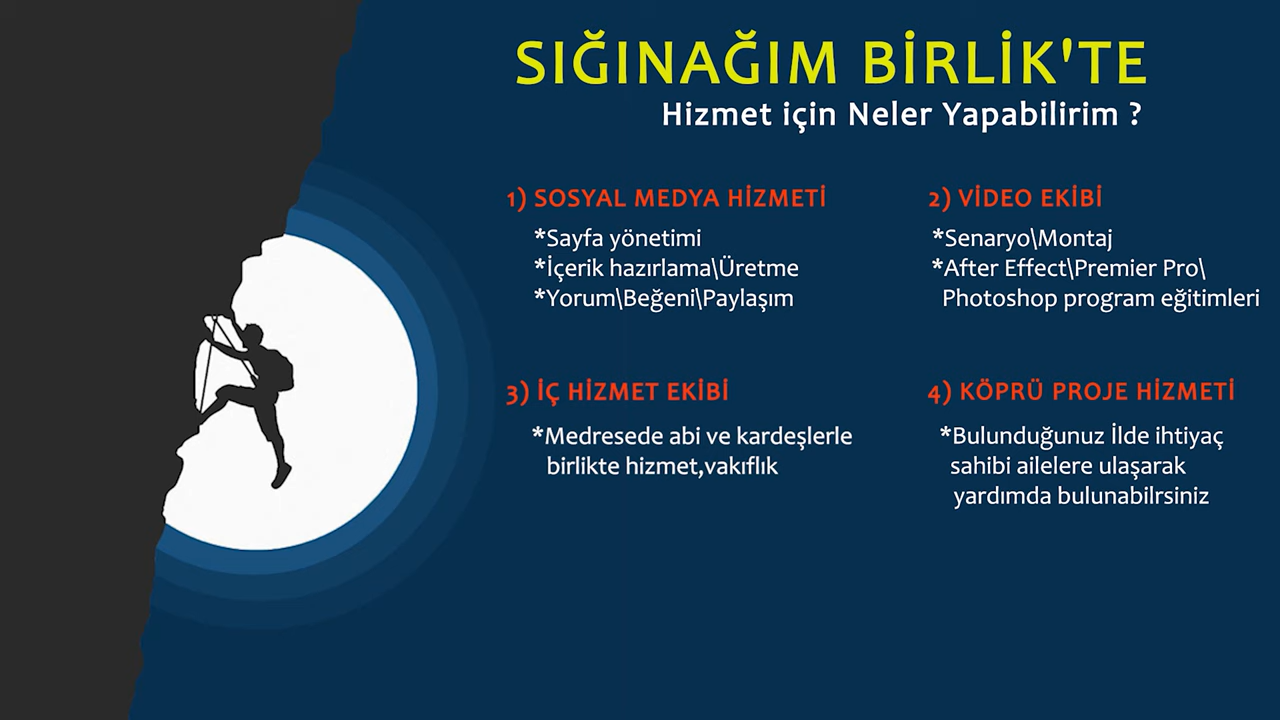 SIĞINAĞIM BİRLİK'TE
Hizmet için Neler Yapabilirim ?
1) SOSYAL MEDYA HİZMETİ
*Sayfa yönetimi
*İçerik hazırlama\Üretme
*Yorum\Beğeni\Paylaşım
2) VİDEO EKİBİ
*Senaryo\Montaj
*After Effect\Premier Pro\
Photoshop program eğitimleri
3) İÇ HİZMET EKİBİ
*Medresede abi ve kardeşlerle
birlikte hizmet,vakıflık
4) KÖPRÜ PROJE HİZMETİ
*Bulunduğunuz İlde ihtiyaç
sahibi ailelere ulaşarak
yardımda bulunabilrsiniz